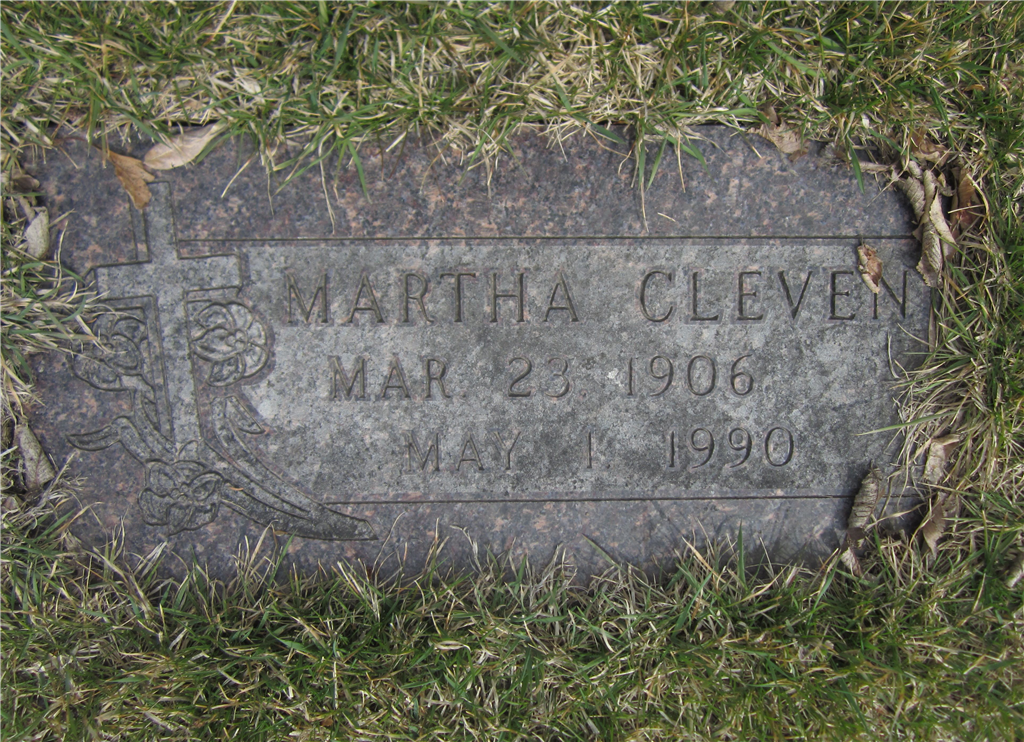 MARTHA CLEVEN
MAR. 23. 1906
MAY 1. 1990